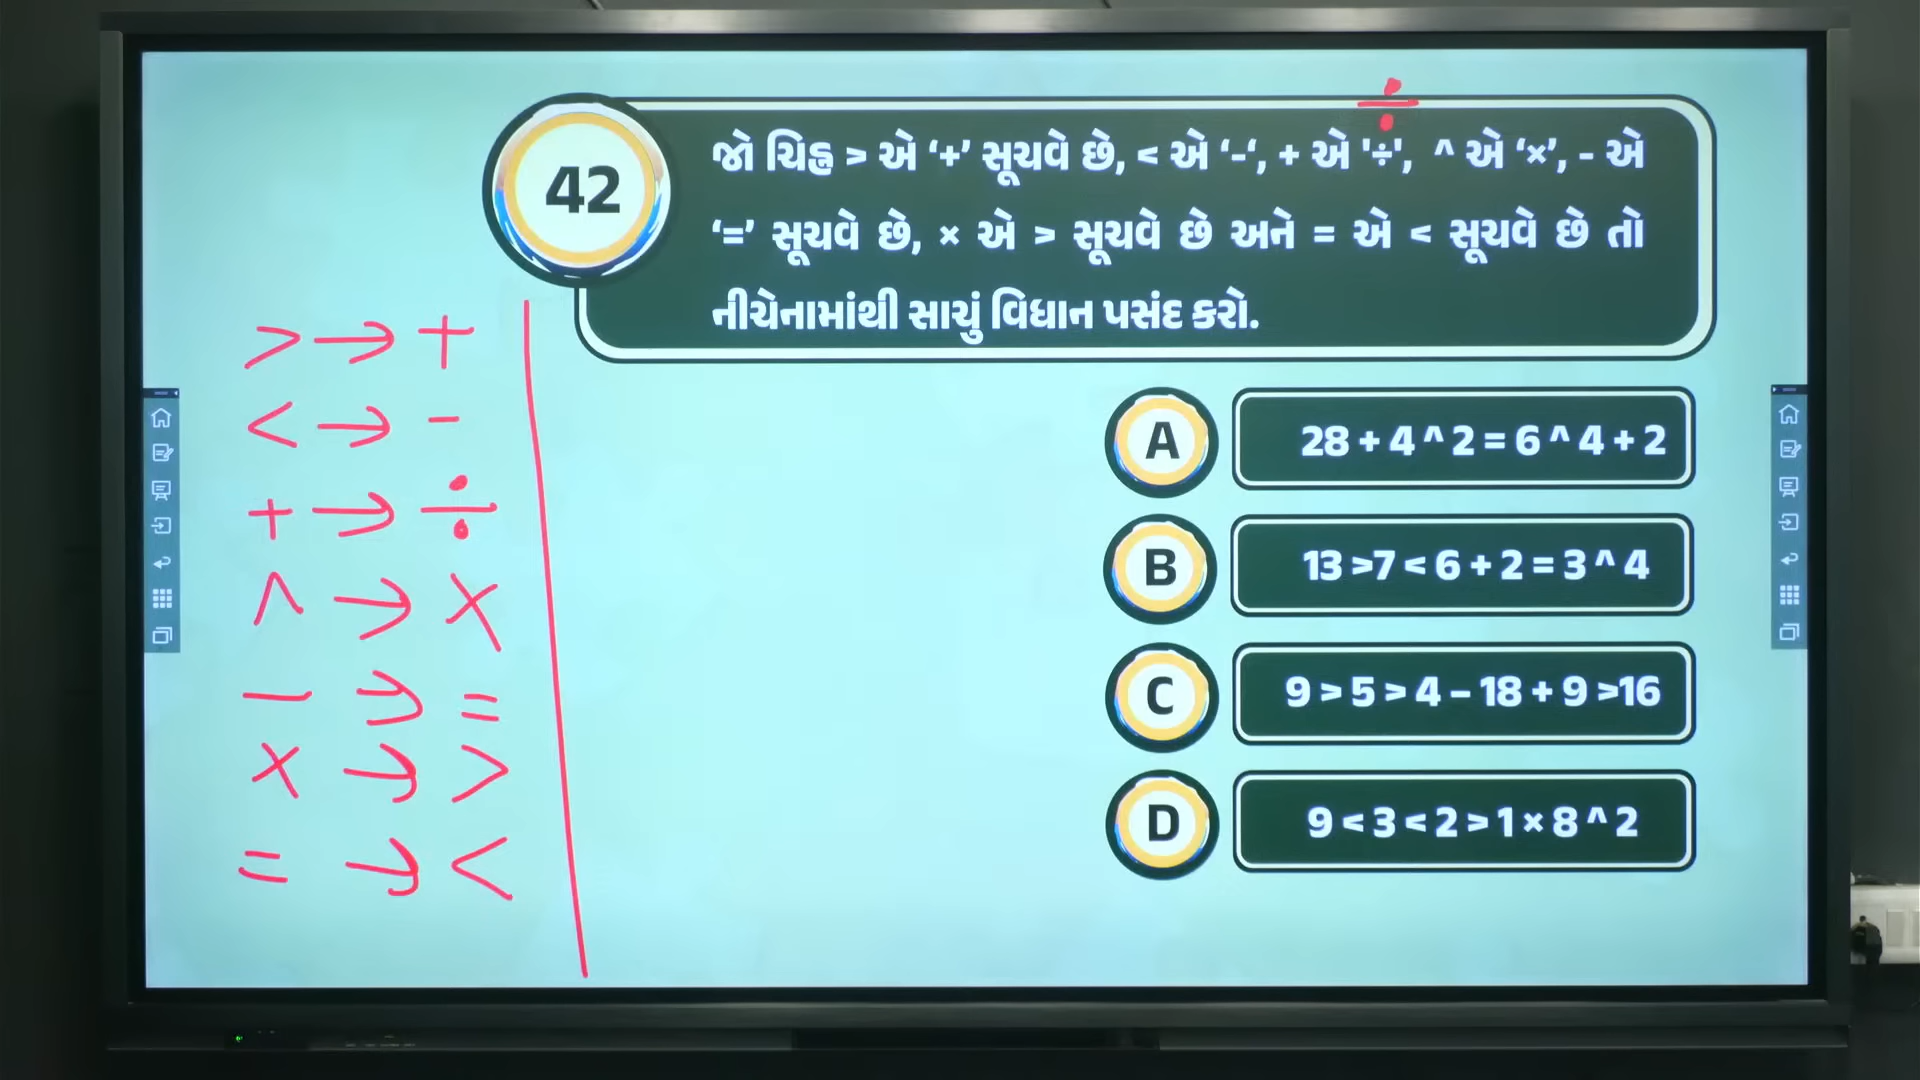 42
જો ચિહ્ન > એ ‘+’ સૂચવે છે, < એ ‘-‘, + એ '÷', ^ એ ‘×’, - એ
‘=’ સૂચવે છે, × એ > સૂચવે છે અને = એ < સૂચવે છે તો
નીચેનામાંથી સાચું વિધાન પસંદ કરો.
÷
> → +
< → -
+ → ÷
^ → ×
- → =
× → >
= → <
A 28 + 4 ^ 2 = 6 ^ 4 + 2
B 13 >7 < 6 + 2 = 3 ^ 4
C 9 > 5 > 4 – 18 + 9 >16
D 9 < 3 < 2 > 1 × 8 ^ 2